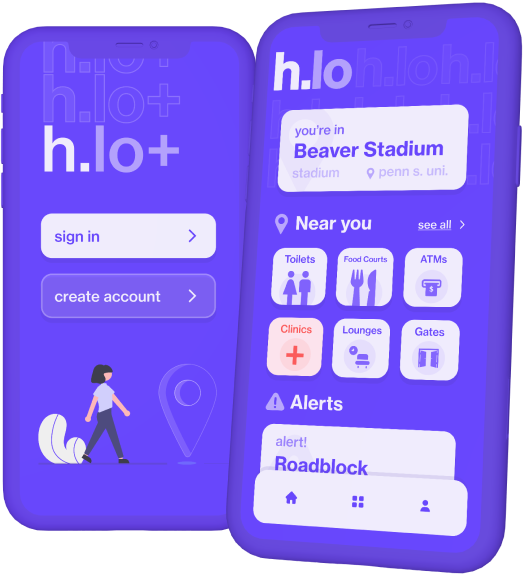 h.lo+
h.lo+
h.lo+
sign in
create account
h.lo h.lo h.lo
you're in
Beaver Stadium
stadium
penn s. uni.
Near you
see all
Toilets
Food Courts
ATMs
Clinics
Lounges
Gates
Alerts
alert!
Roadblock